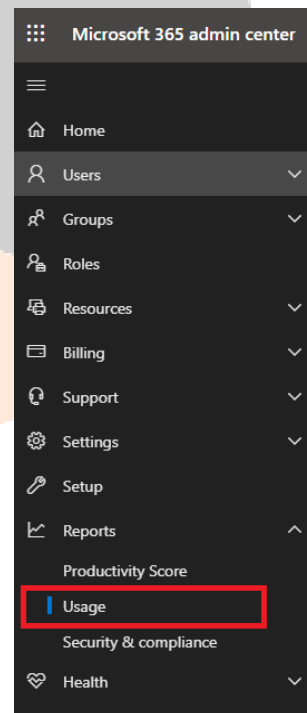 Microsoft 365 admin center
Home
Users
Groups
Roles
Resources
Billing
Support
Settings
Setup
Reports
Productivity Score
Usage
Security & compliance
Health